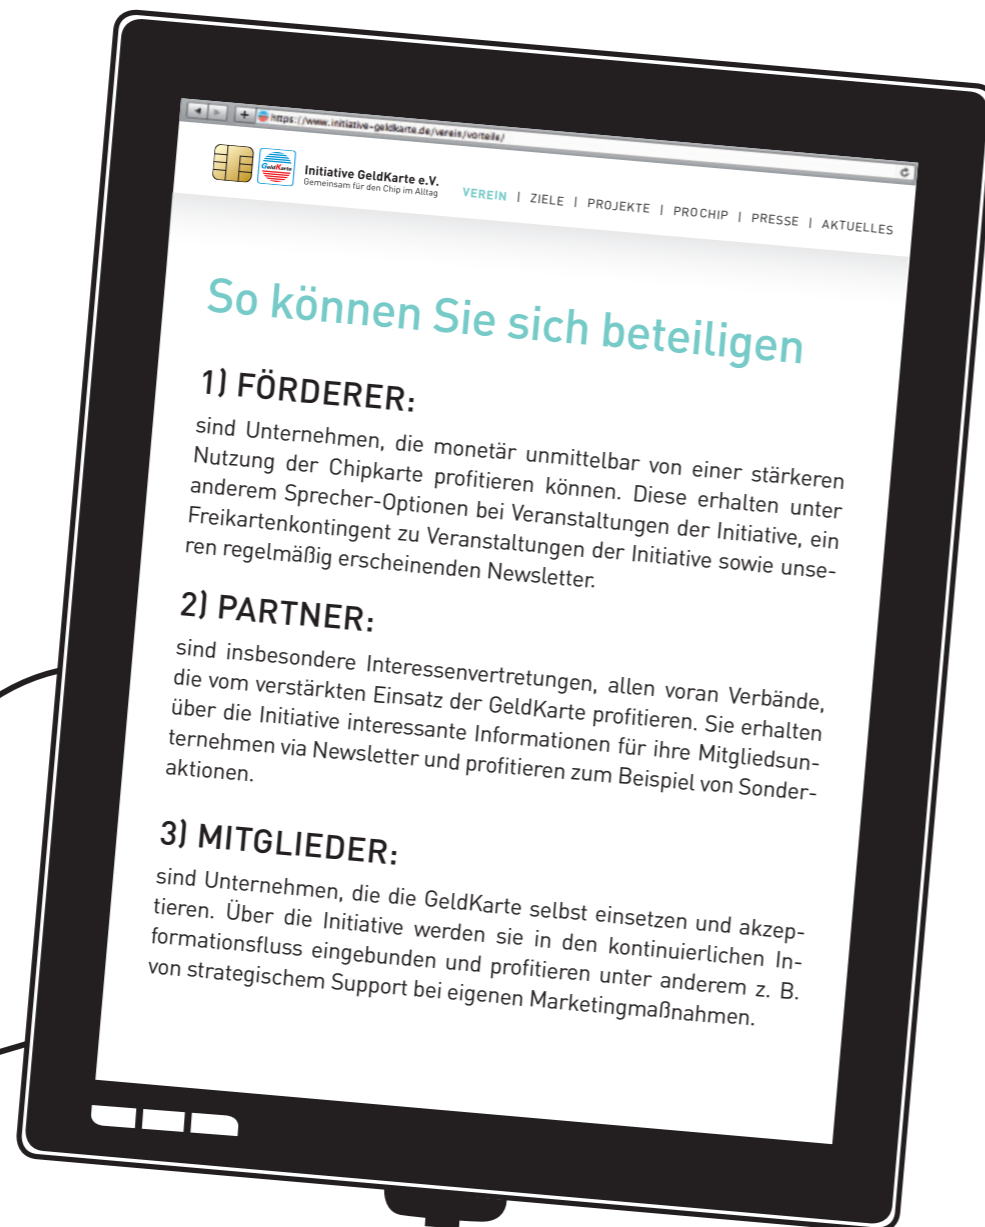 https://www.initiative-geldkarte.de/verein/vorteile/
GeldKarte
Initiative GeldKarte e.V.
Gemeinsam für den Chip im Alltag
VEREIN | ZIELE | PROJEKTE | PROCHIP | PRESSE | AKTUELLES
So können Sie sich beteiligen
1) FÖRDERER:
sind Unternehmen, die monetär unmittelbar von einer stärkeren
Nutzung der Chipkarte profitieren können. Diese erhalten unter
anderem Sprecher-Optionen bei Veranstaltungen der Initiative, ein
Freikartenkontingent zu Veranstaltungen der Initiative sowie unse-
ren regelmäßig erscheinenden Newsletter.
2) PARTNER:
sind insbesondere Interessenvertretungen, allen voran Verbände,
die vom verstärkten Einsatz der GeldKarte profitieren. Sie erhalten
über die Initiative interessante Informationen für ihre Mitgliedsun-
ternehmen via Newsletter und profitieren zum Beispiel von Sonder-
aktionen.
3) MITGLIEDER:
sind Unternehmen, die die GeldKarte selbst einsetzen und akzep-
tieren. Über die Initiative werden sie in den kontinuierlichen In-
formationsfluss eingebunden und profitieren unter anderem z. B.
von strategischem Support bei eigenen Marketingmaßnahmen.